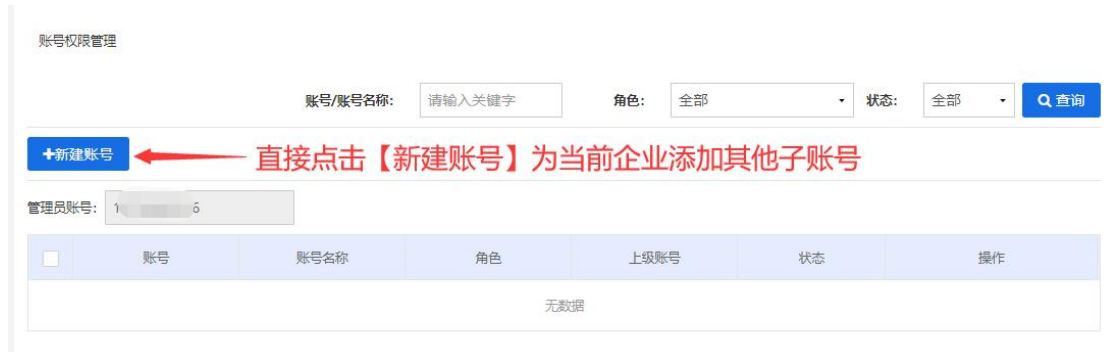 账号权限管理
账号/账号名称: 请输入关键字 角色: 全部 状态: 全部 查询
+新建账号 直接点击【新建账号】为当前企业添加其他子账号
管理员账号: 1 6
账号 账号名称 角色 上级账号 状态 操作
无数据